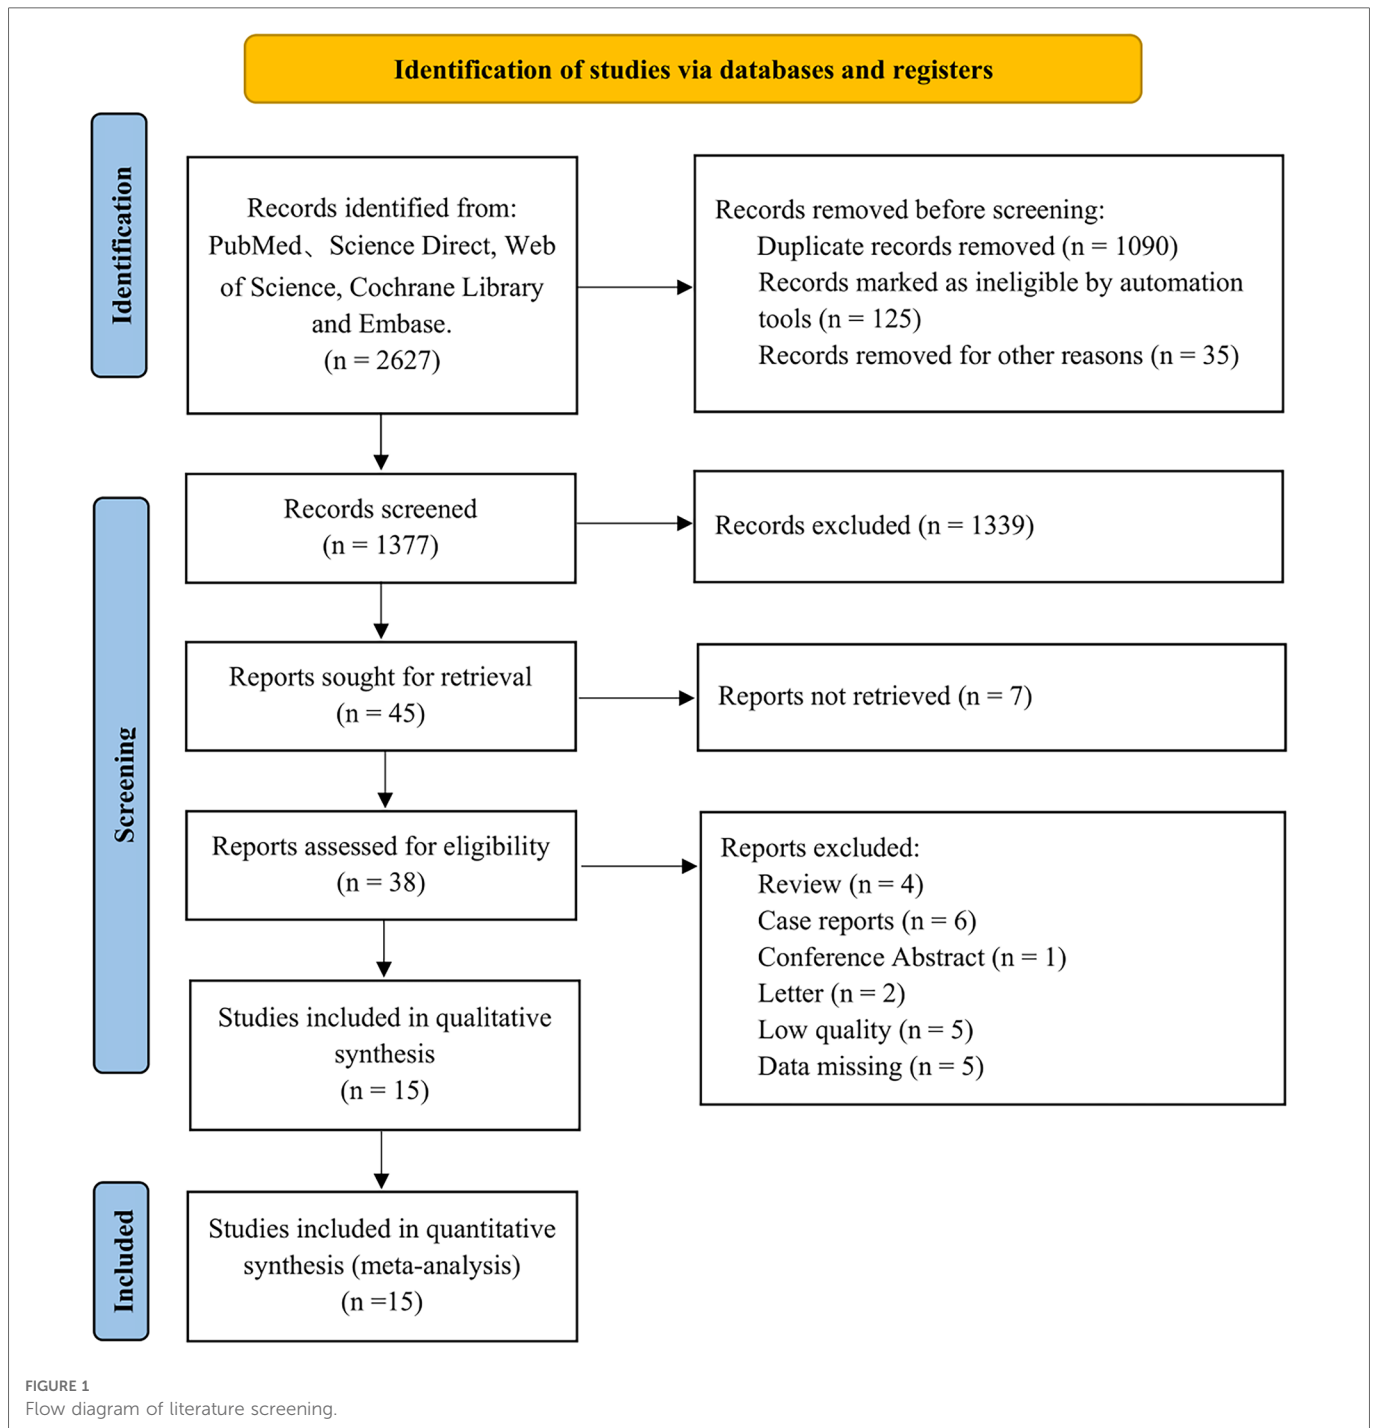 Identification of studies via databases and registers
Identification
Records identified from:
PubMed、Science Direct, Web
of Science, Cochrane Library
and Embase.
(n = 2627)
Records removed before screening:
Duplicate records removed (n = 1090)
Records marked as ineligible by automation
tools (n = 125)
Records removed for other reasons (n = 35)
Screening
Records screened
(n = 1377)
Records excluded (n = 1339)
Reports sought for retrieval
(n = 45)
Reports not retrieved (n = 7)
Reports assessed for eligibility
(n = 38)
Reports excluded:
Review (n = 4)
Case reports (n = 6)
Conference Abstract (n = 1)
Letter (n = 2)
Low quality (n = 5)
Data missing (n = 5)
Studies included in qualitative
synthesis
(n = 15)
Included
Studies included in quantitative
synthesis (meta-analysis)
(n =15)
FIGURE 1
Flow diagram of literature screening.